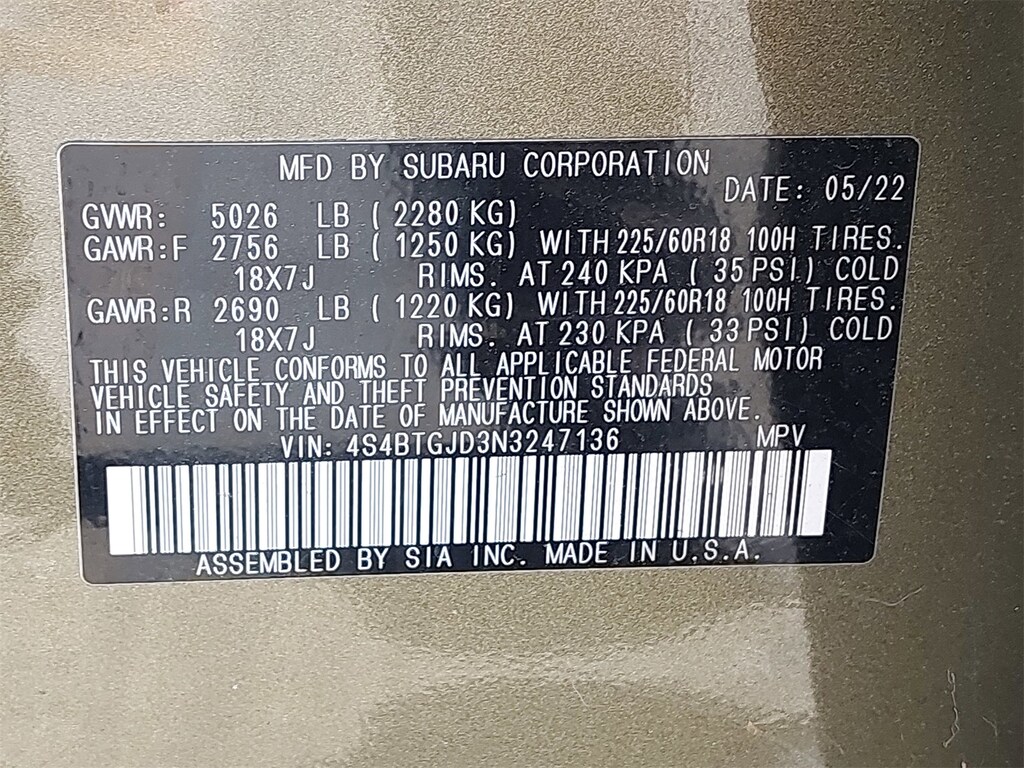 MFD BY SUBARU CORPORATION
DATE: 05/22
GVWR: 5026 LB ( 2280 KG)
GAWR:F 2756 LB ( 1250 KG) WITH 225/60R18 100H TIRES.
18X7J RIMS. AT 240 KPA ( 35 PSI.) COLD
GAWR:R 2690 LB ( 1220 KG) WITH 225/60R18 100H TIRES.
18X7J RIMS. AT 230 KPA ( 33 PSI) COLD
THIS VEHICLE CONFORMS TO ALL APPLICABLE FEDERAL MOTOR
VEHICLE SAFETY AND THEFT PREVENTION STANDARDS
IN EFFECT ON THE DATE OF MANUFACTURE SHOWN ABOVE.
VIN: 4S4BTGJD3N3247136 MPV
ASSEMBLED BY SIA INC. MADE IN U.S.A.